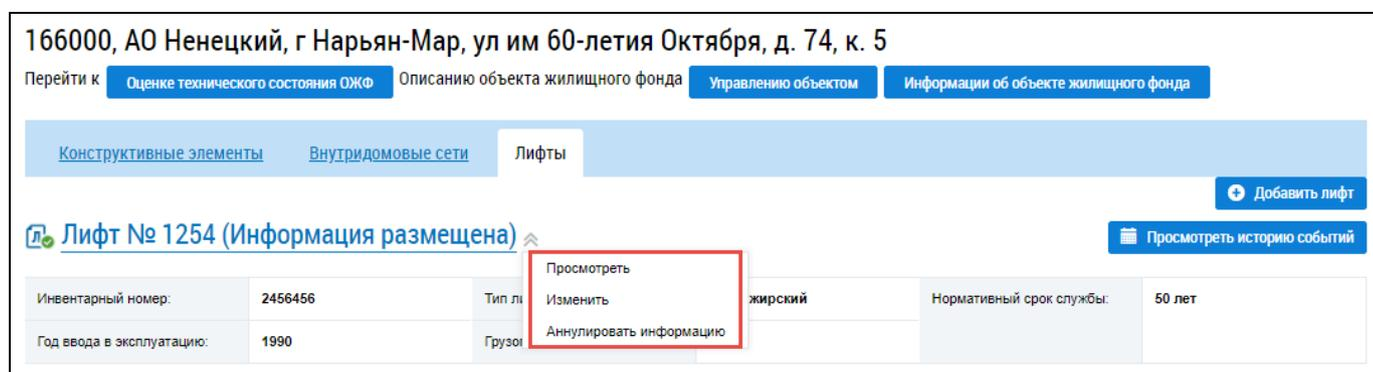 166000, АО Ненецкий, г Нарьян-Мар, ул им 60-летия Октября, д. 74, к. 5
Перейти к Оценке технического состояния ОЖФ Описанию объекта жилищного фонда Управлению объектом Информации об объекте жилищного фонда
Конструктивные элементы Внутридомовые сети Лифты
Добавить лифт
Лифт № 1254 (Информация размещена)
Просмотреть историю событий
Просмотреть
Изменить
Аннулировать информацию
Инвентарный номер: 2456456 Тип Нормативный срок службы: 50 лет
Год ввода в эксплуатацию: 1990